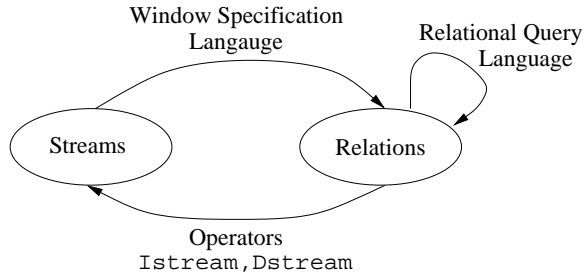 Window Specification
Langauge
Relational Query
Language
Streams
Relations
Operators
Istream,Dstream